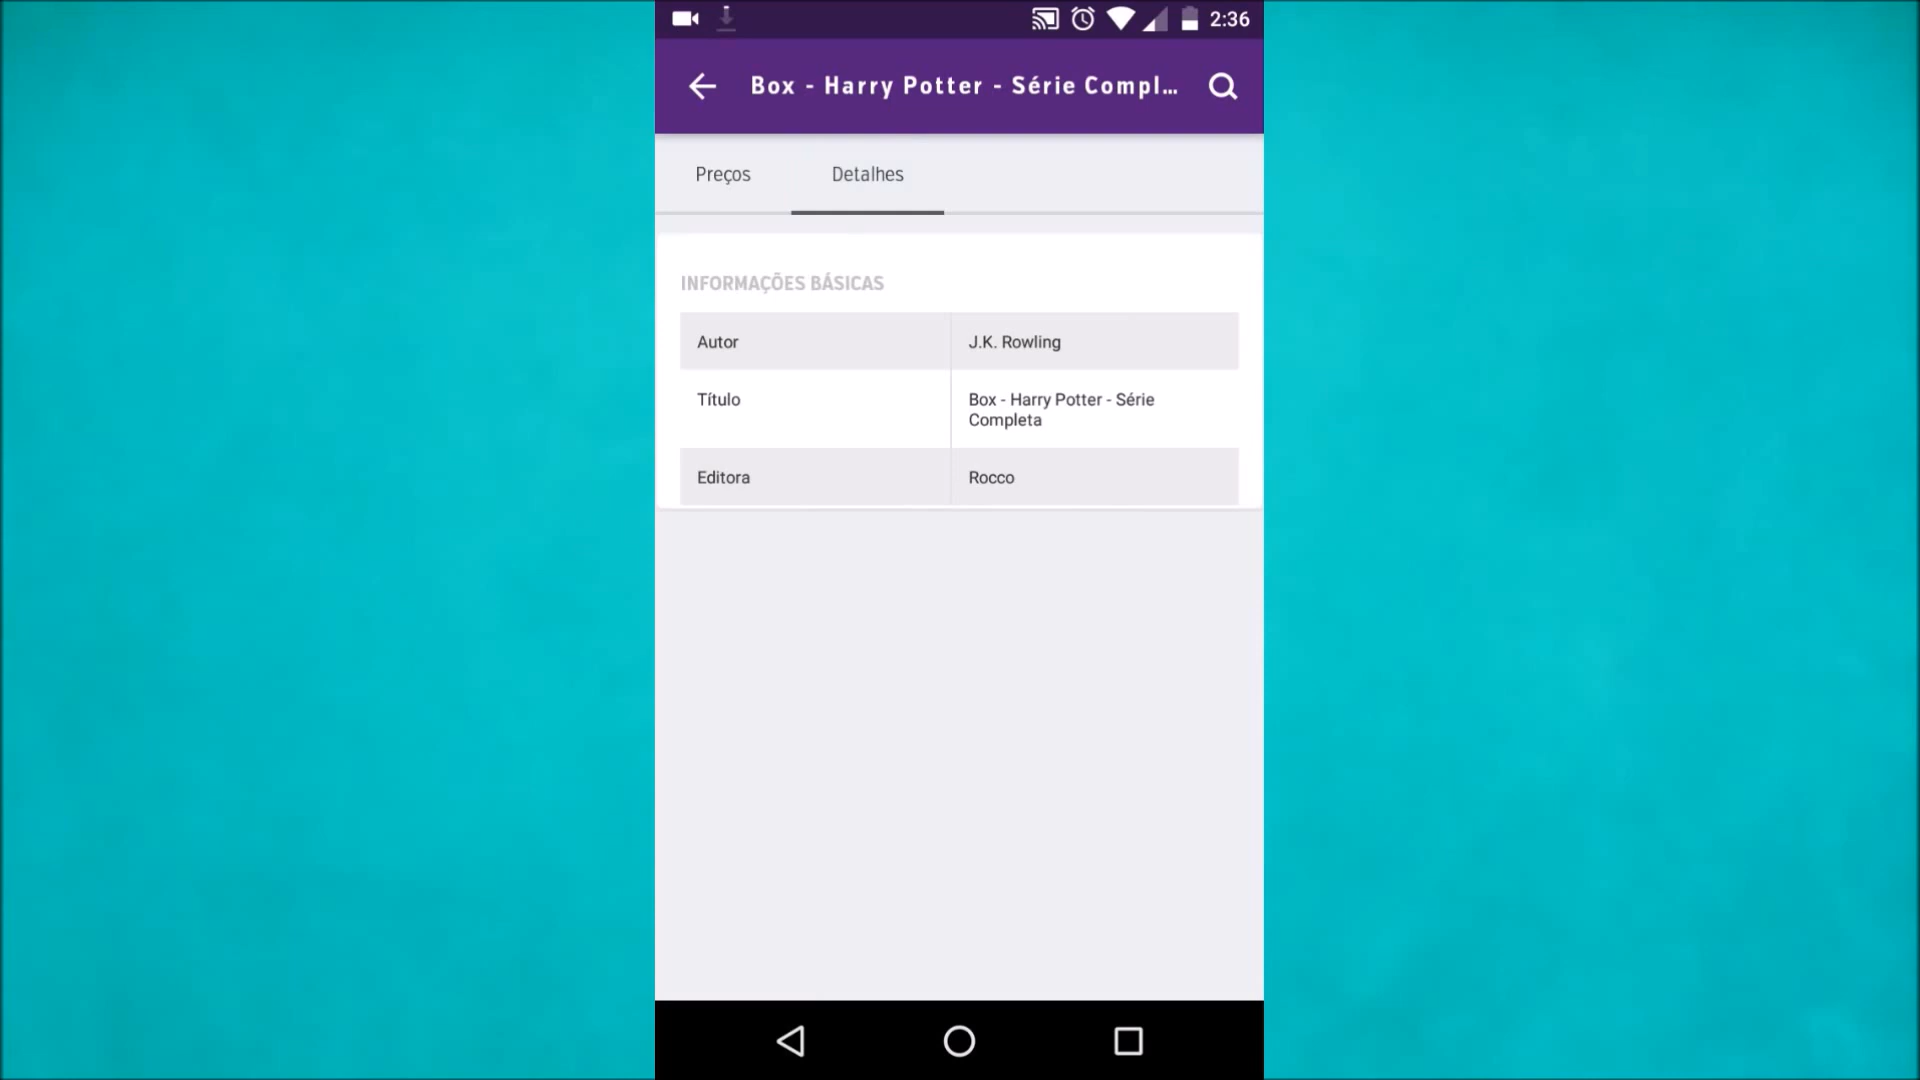 2:36
Box - Harry Potter - Série Compl...
Preços Detalhes
INFORMAÇÕES BÁSICAS
Autor J.K. Rowling
Título Box - Harry Potter - Série
Completa
Editora Rocco